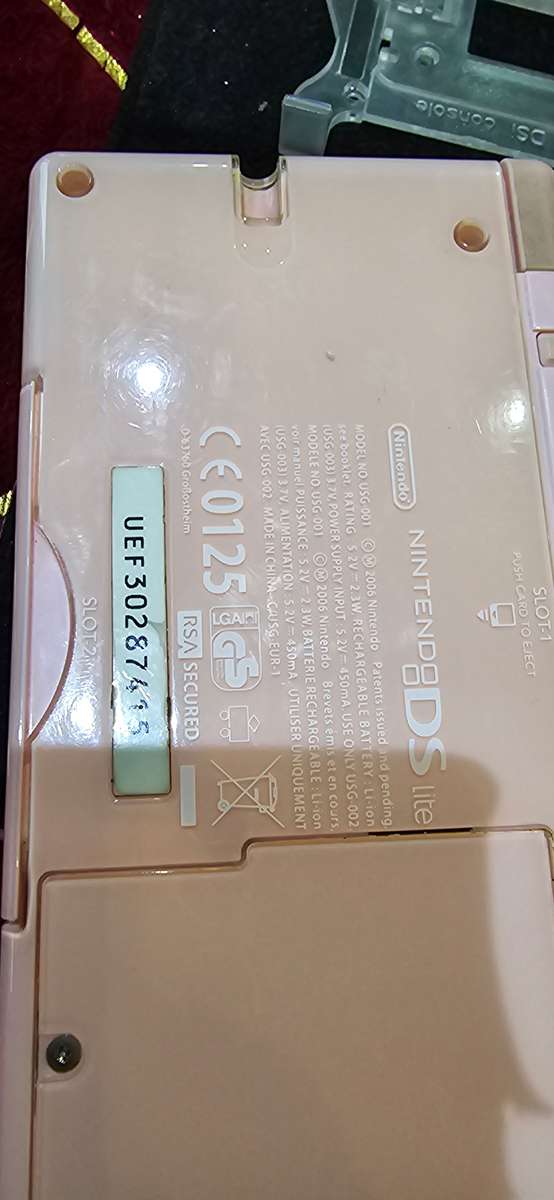 DSi console
SLOT-1
PUSH CARD TO EJECT
Nintendo
NINTENDO DS lite
MODEL NO. USG-001 Ⓒ Ⓜ 2006 Nintendo Patents issued and pending,
see booklet. RATING : 5.2V⎓2.3W RECHARGEABLE BATTERY : Li-ion
(USG-003) 3.7V POWER SUPPLY INPUT : 5.2V⎓450mA, USE ONLY USG-002
MODELE NO USG-001 Ⓒ Ⓜ 2006 Nintendo Brevets émis et en cours,
voir manuel PUISSANCE : 5.2V⎓2.3W BATTERIE RECHARGEABLE : Li-ion
(USG-003) 3.7V ALIMENTATION : 5.2V⎓450mA, UTILISER UNIQUEMENT
AVEC USG-002 MADE IN CHINA C/USG-EUR-1
CE0125
LGA
GS
D-63760 Großostheim
RSA SECURED
SLOT-2